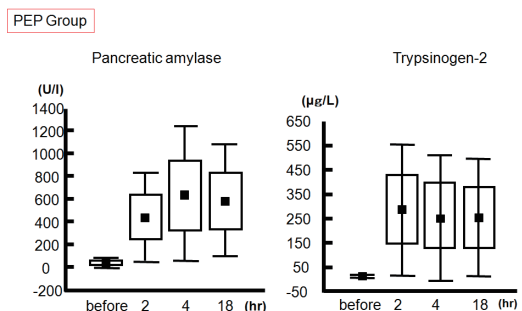 PEP Group
Pancreatic amylase
(U/l)
1400
1200
1000
800
600
400
200
0
-200
before 2 4 18 (hr)
Trypsinogen-2
(µg/L)
650
550
450
350
250
150
50
-50
before 2 4 18 (hr)